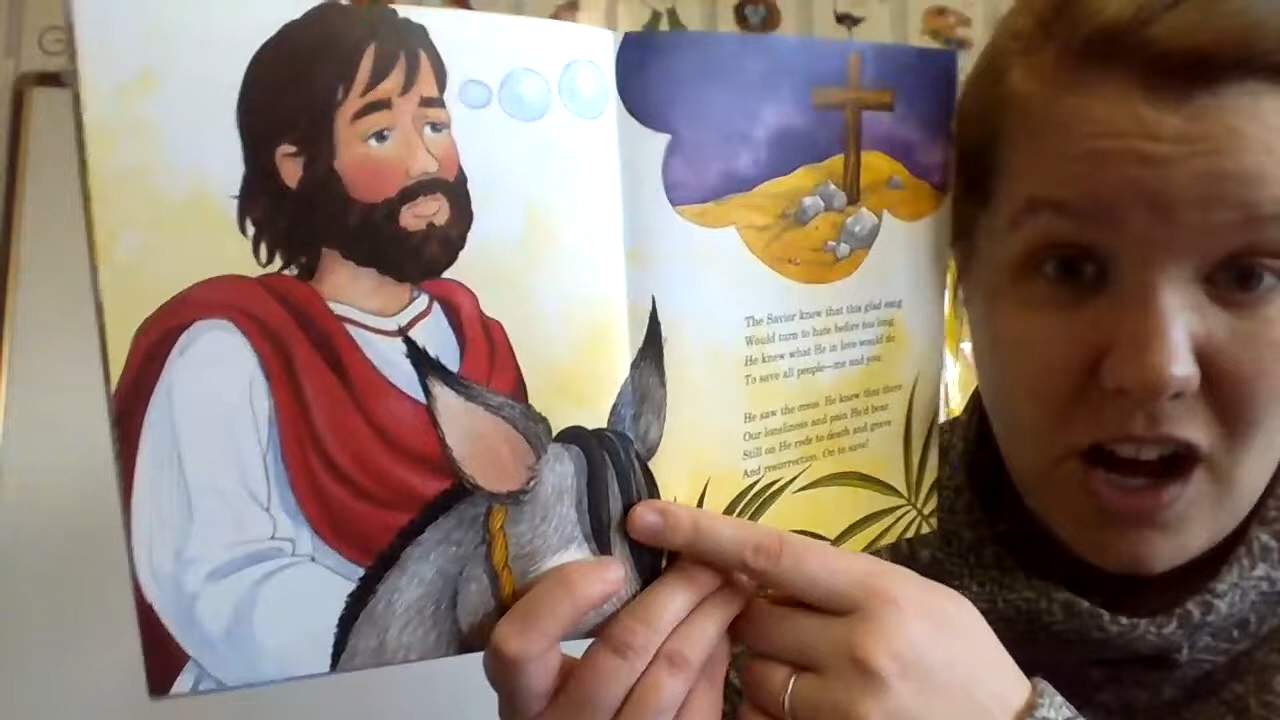 The Savior knew that this glad song
Would turn to hate before too long.
He knew what He in love would do
To save all people—me and you.
He saw the cross. He knew that there
Our loneliness and pain He'd bear.
Still on He rode to death and grave
And resurrection. On to save!